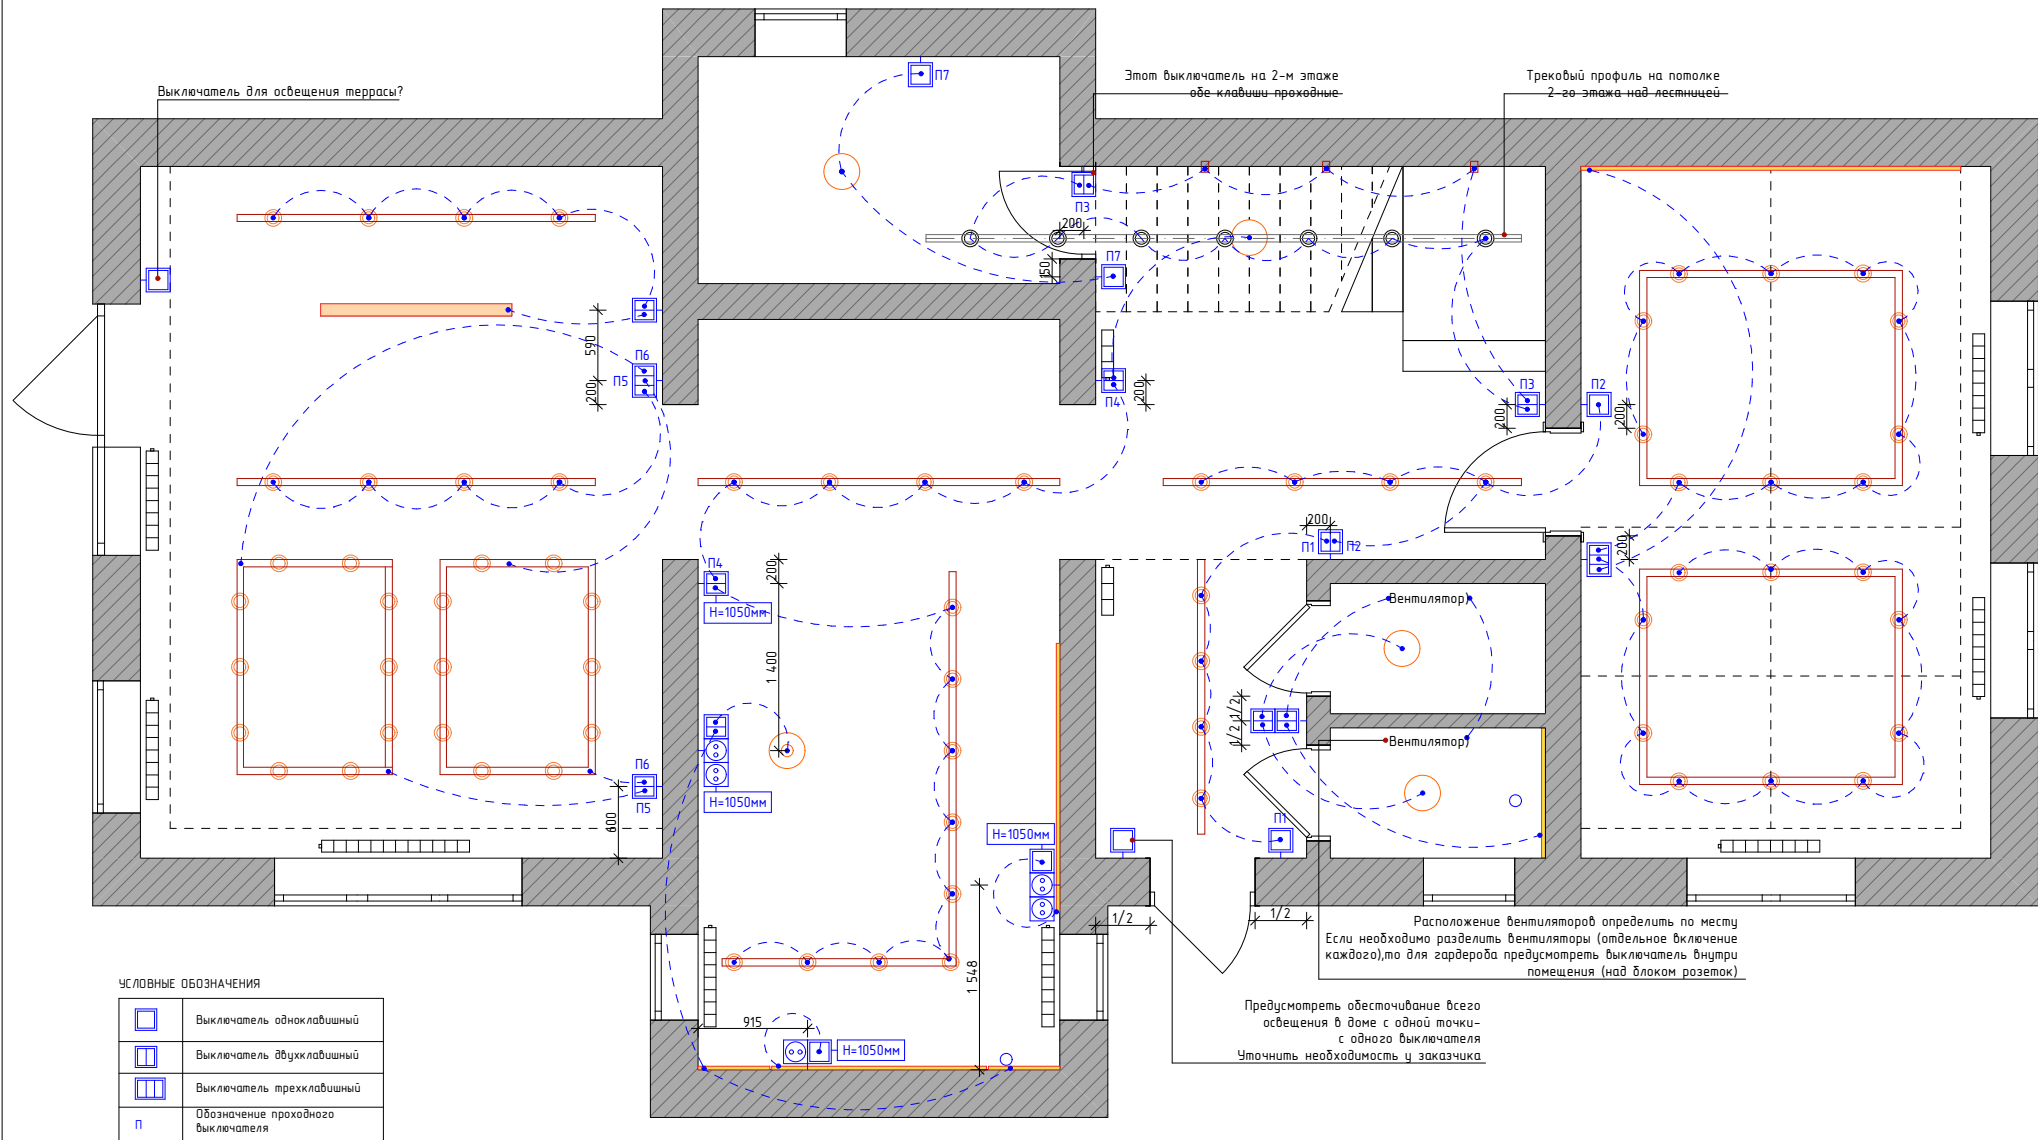 Выключатель для освещения террасы?
Этот выключатель на 2-м этаже
обе клавиши проходные
Трековый профиль на потолке
2-го этажа над лестницей
П7
П3
200
150
П7
590
200
П6
П5
П4
200
П3
200
П2
200
200
П1
П2
200
П4
H=1050мм
200
1 400
Вентилятор)
1/2
1/2
Вентилятор)
H=1050мм
П6
П5
600
H=1050мм
П1
1/2
1/2
1 548
915
H=1050мм
Расположение вентиляторов определить по месту
Если необходимо разделить вентиляторы (отдельное включение
каждого),то для гардероба предусмотреть выключатель внутри
помещения (над блоком розеток)
Предусмотреть обесточивание всего
освещения в доме с одной точки-
с одного выключателя
Уточнить необходимость у заказчика
УСЛОВНЫЕ ОБОЗНАЧЕНИЯ
Выключатель одноклавишный
Выключатель двухклавишный
Выключатель трехклавишный
П
Обозначение проходного
выключателя